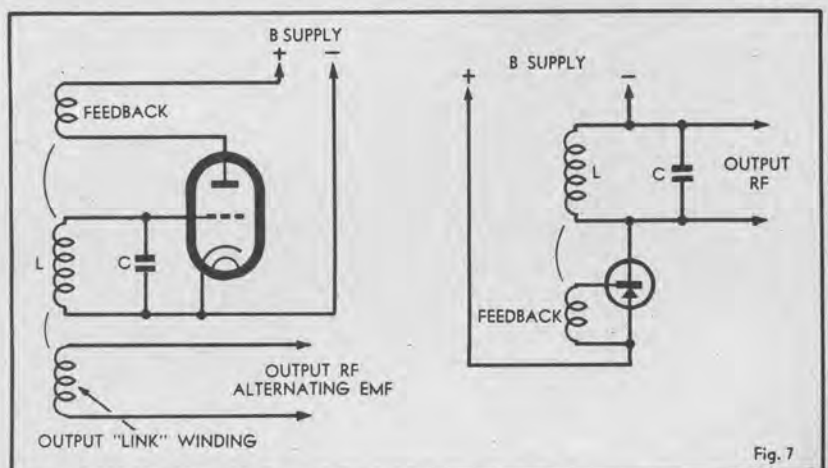 B SUPPLY
+ −
FEEDBACK
L
C
OUTPUT RF
ALTERNATING EMF
OUTPUT "LINK" WINDING
B SUPPLY
+ −
L
C
OUTPUT
RF
FEEDBACK
Fig. 7